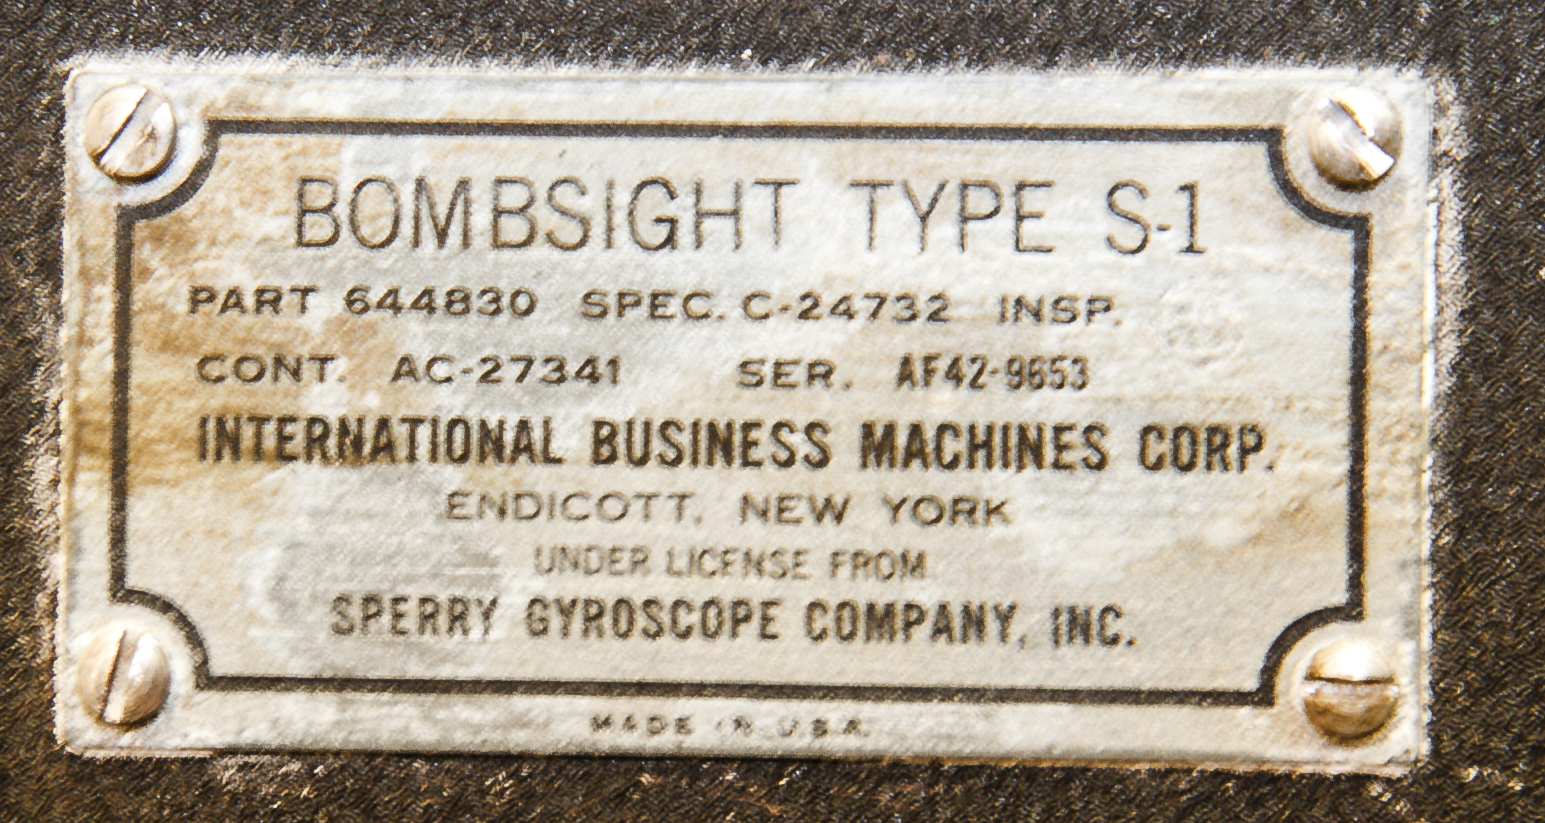 BOMBSIGHT TYPE S-1
PART 644830 SPEC. C-24732 INSP.
CONT. AC-27341 SER. AF42-9653
INTERNATIONAL BUSINESS MACHINES CORP.
ENDICOTT, NEW YORK
UNDER LICENSE FROM
SPERRY GYROSCOPE COMPANY, INC.
MADE IN U.S.A.